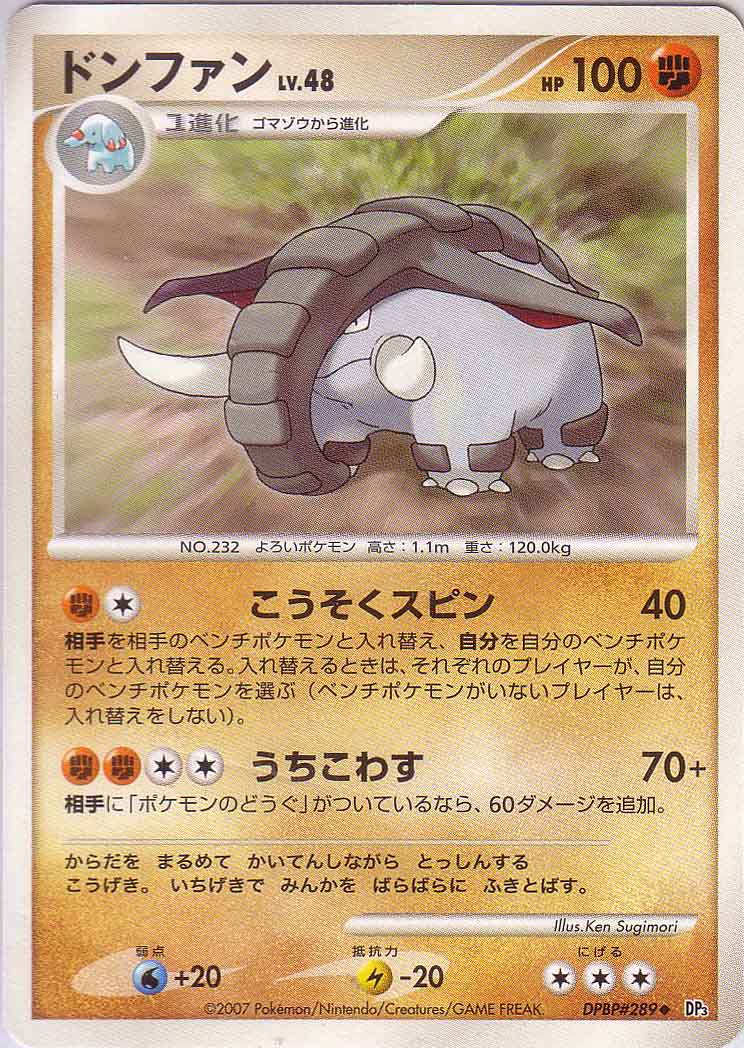 ドンファン LV.48 HP 100
1進化 ゴマゾウから進化
NO.232 よろいポケモン 高さ:1.1m 重さ:120.0kg
こうそくスピン 40
相手を相手のベンチポケモンと入れ替え、自分を自分のベンチポケ
モンと入れ替える。入れ替えるときは、それぞれのプレイヤーが、自分
のベンチポケモンを選ぶ(ベンチポケモンがいないプレイヤーは、
入れ替えをしない)。
うちこわす 70+
相手に「ポケモンのどうぐ」がついているなら、60ダメージを追加。
からだを まるめて かいてんしながら とっしんする
こうげき。 いちげきで みんかを ばらばらに ふきとばす。
Illus.Ken Sugimori
弱点 抵抗力 にげる
+20 -20
©2007 Pokémon/Nintendo/Creatures/GAME FREAK. DPBP#289◆ DP3